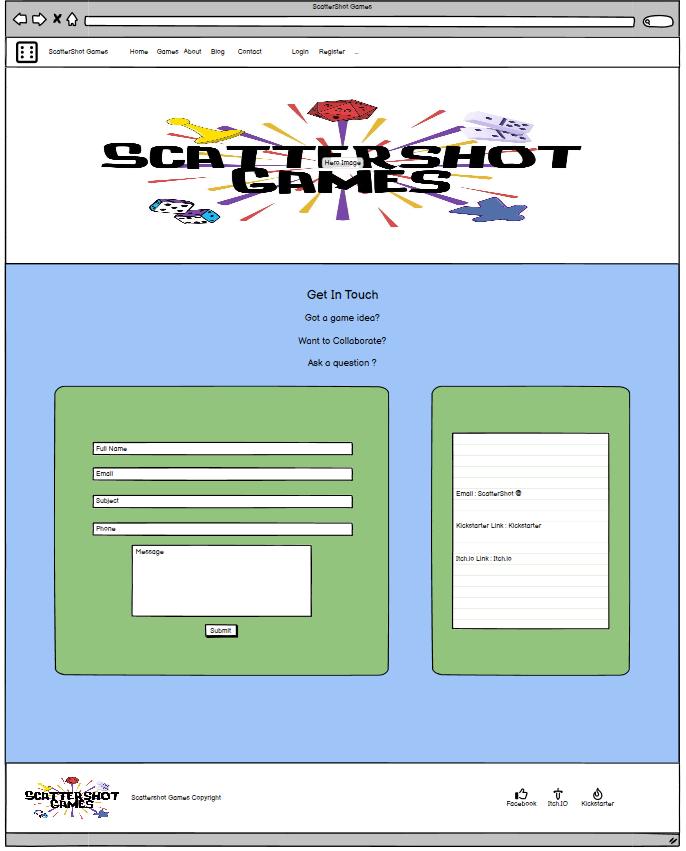 ScatterShot Games
ScatterShot Games Home Games About Blog Contact Login Register ...
SCATTERSHOT
GAMES
Hero Image
Get In Touch
Got a game idea?
Want to Collaborate?
Ask a question ?
Full Name
Email
Subject
Phone
Message
Submit
Email : ScatterShot @
Kickstarter Link : Kickstarter
Itch.io Link : Itch.io
SCATTERSHOT
GAMES
Scattershot Games Copyright
Facebook Itch.IO Kickstarter